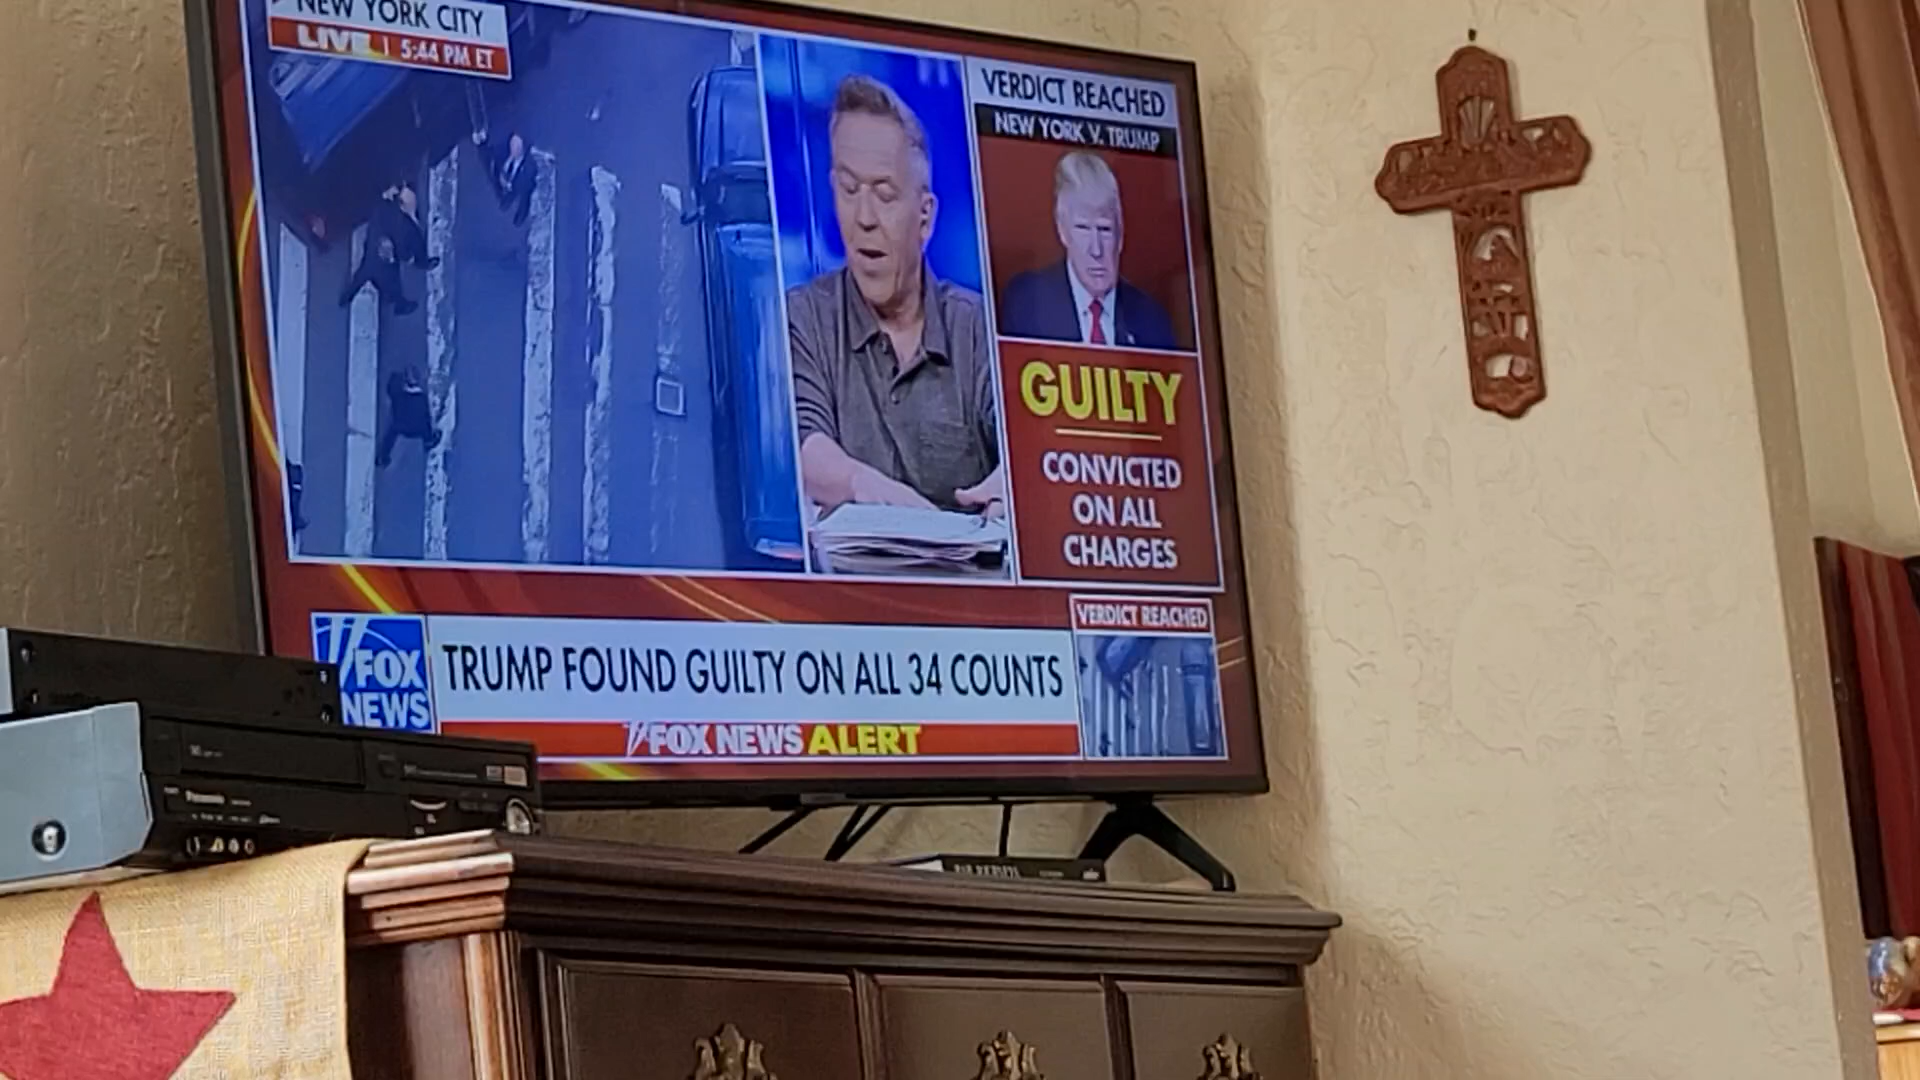 NEW YORK CITY
LIVE | 5:44 PM ET
VERDICT REACHED
NEW YORK V. TRUMP
GUILTY
CONVICTED
ON ALL
CHARGES
VERDICT REACHED
FOX
NEWS
TRUMP FOUND GUILTY ON ALL 34 COUNTS
FOX NEWS ALERT
Panasonic